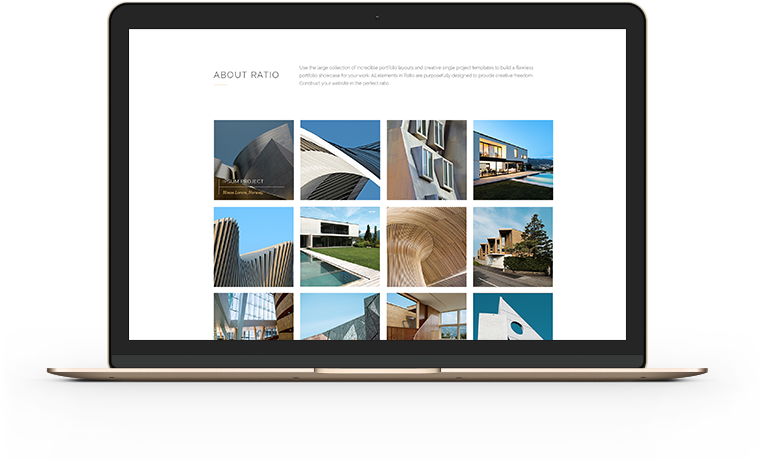 ABOUT RATIO
Use the large collection of incredible portfolio layouts and creative single project templates to build a flawless
portfolio showcase for your work. All elements in Ratio are purposefully designed to provide creative freedom.
Construct your website in the perfect ratio.
IPSUM PROJECT